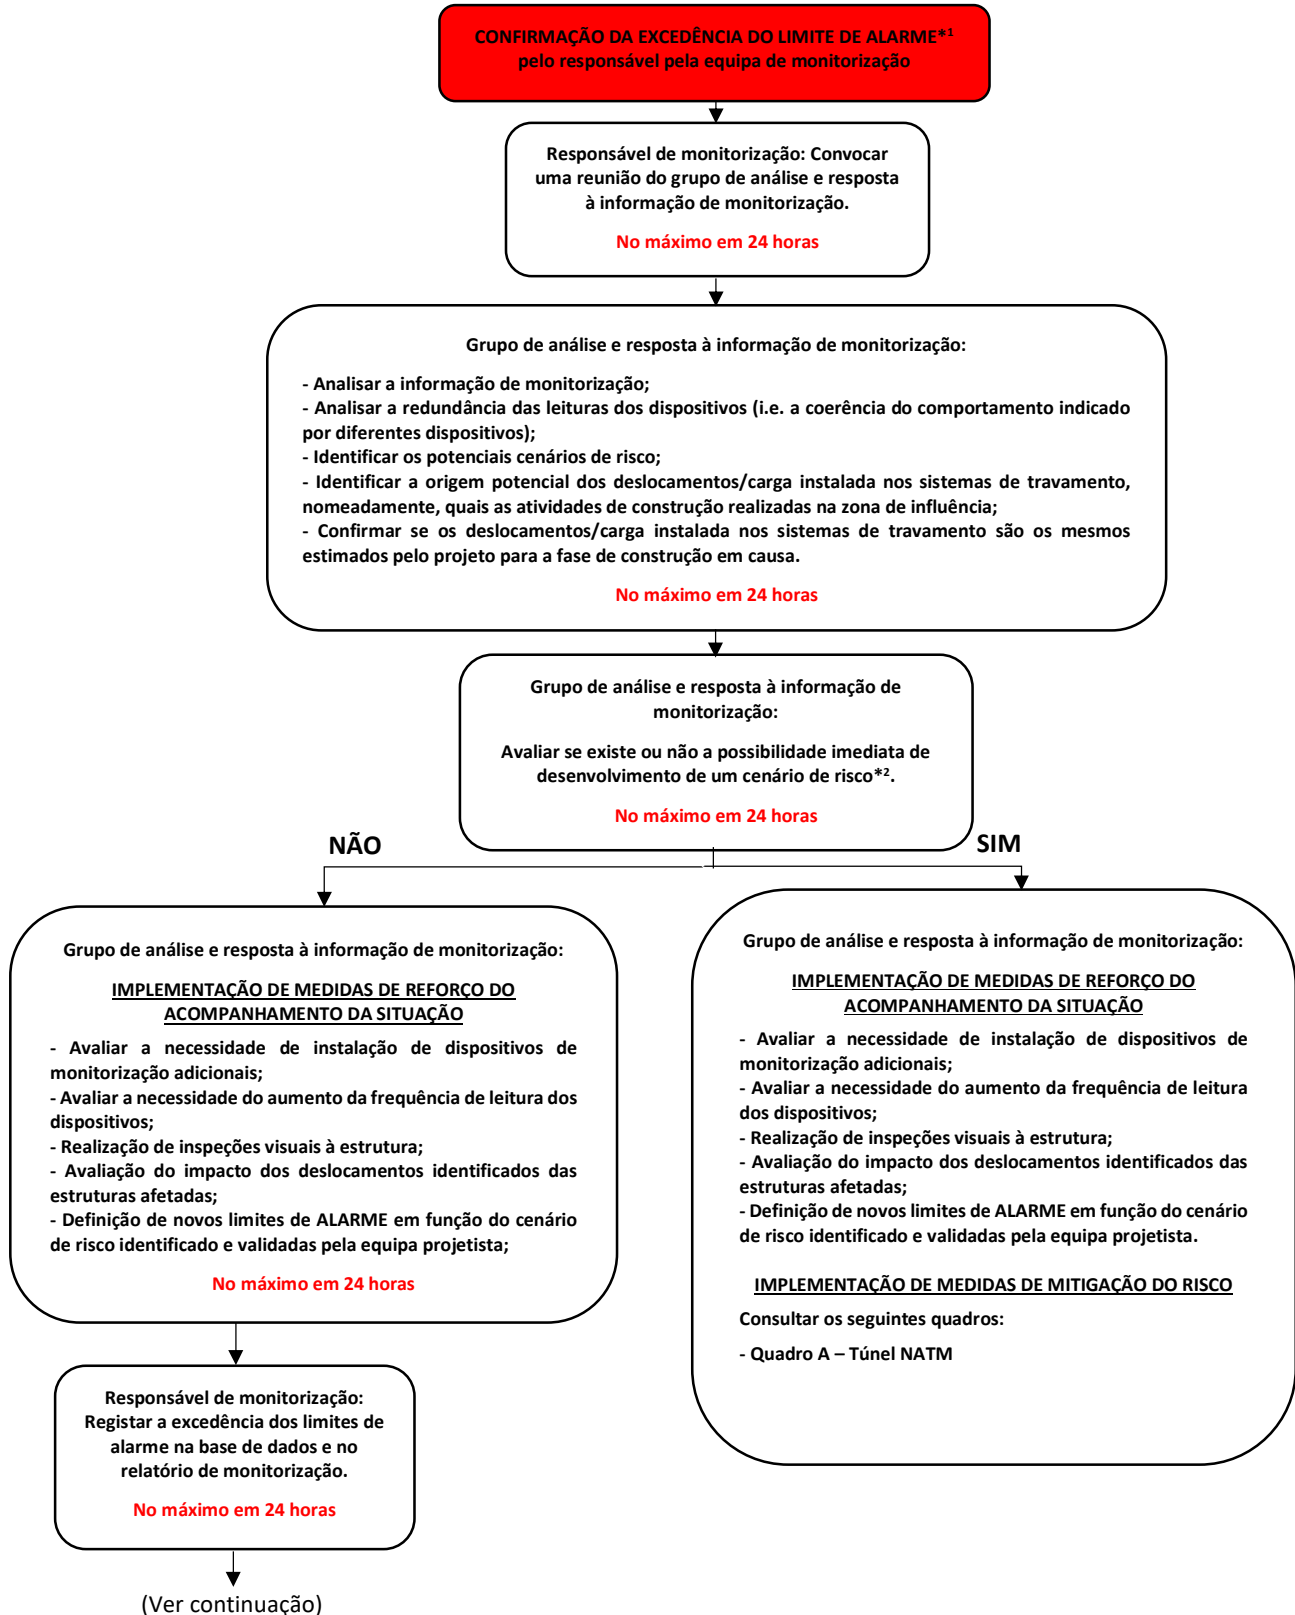 CONFIRMAÇÃO DA EXCEDÊNCIA DO LIMITE DE ALARME*1
pelo responsável pela equipa de monitorização
Responsável de monitorização: Convocar
uma reunião do grupo de análise e resposta
à informação de monitorização.
No máximo em 24 horas
Grupo de análise e resposta à informação de monitorização:
- Analisar a informação de monitorização;
- Analisar a redundância das leituras dos dispositivos (i.e. a coerência do comportamento indicado
por diferentes dispositivos);
- Identificar os potenciais cenários de risco;
- Identificar a origem potencial dos deslocamentos/carga instalada nos sistemas de travamento,
nomeadamente, quais as atividades de construção realizadas na zona de influência;
- Confirmar se os deslocamentos/carga instalada nos sistemas de travamento são os mesmos
estimados pelo projeto para a fase de construção em causa.
No máximo em 24 horas
Grupo de análise e resposta à informação de
monitorização:
Avaliar se existe ou não a possibilidade imediata de
desenvolvimento de um cenário de risco*2.
No máximo em 24 horas
NÃO
SIM
Grupo de análise e resposta à informação de monitorização:
IMPLEMENTAÇÃO DE MEDIDAS DE REFORÇO DO
ACOMPANHAMENTO DA SITUAÇÃO
- Avaliar a necessidade de instalação de dispositivos de
monitorização adicionais;
- Avaliar a necessidade do aumento da frequência de leitura dos
dispositivos;
- Realização de inspeções visuais à estrutura;
- Avaliação do impacto dos deslocamentos identificados das
estruturas afetadas;
- Definição de novos limites de ALARME em função do cenário
de risco identificado e validadas pela equipa projetista;
No máximo em 24 horas
Grupo de análise e resposta à informação de monitorização:
IMPLEMENTAÇÃO DE MEDIDAS DE REFORÇO DO
ACOMPANHAMENTO DA SITUAÇÃO
- Avaliar a necessidade de instalação de dispositivos de
monitorização adicionais;
- Avaliar a necessidade do aumento da frequência de leitura
dos dispositivos;
- Realização de inspeções visuais à estrutura;
- Avaliação do impacto dos deslocamentos identificados das
estruturas afetadas;
- Definição de novos limites de ALARME em função do cenário
de risco identificado e validadas pela equipa projetista.
IMPLEMENTAÇÃO DE MEDIDAS DE MITIGAÇÃO DO RISCO
Consultar os seguintes quadros:
- Quadro A – Túnel NATM
Responsável de monitorização:
Registar a excedência dos limites de
alarme na base de dados e no
relatório de monitorização.
No máximo em 24 horas
(Ver continuação)